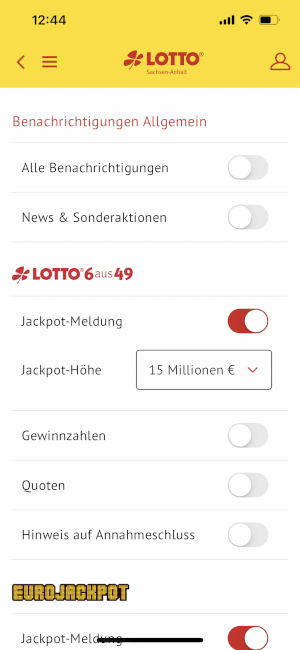 12:44
LOTTO®
Sachsen-Anhalt
Benachrichtigungen Allgemein
Alle Benachrichtigungen
News & Sonderaktionen
LOTTO® 6aus49
Jackpot-Meldung
Jackpot-Höhe
15 Millionen €
Gewinnzahlen
Quoten
Hinweis auf Annahmeschluss
EUROJACKPOT
Jackpot-Meldung